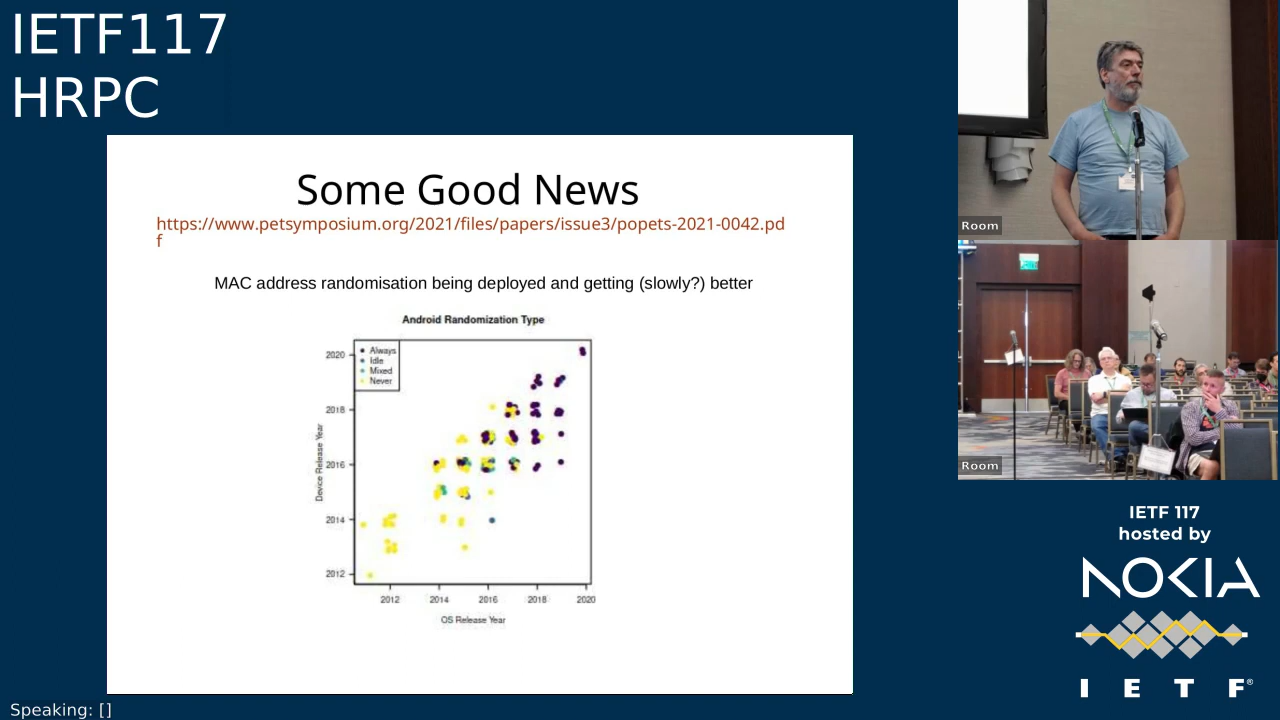 IETF117
HRPC
Some Good News
https://www.petsymposium.org/2021/files/papers/issue3/popets-2021-0042.pd
f
MAC address randomisation being deployed and getting (slowly?) better
Android Randomization Type
Always
Idle
Mixed
Never
2020
2018
2016
2014
2012
Device Release Year
2012 2014 2016 2018 2020
OS Release Year
Speaking: []
Room
Room
IETF 117
hosted by
NOKIA
I E T F®